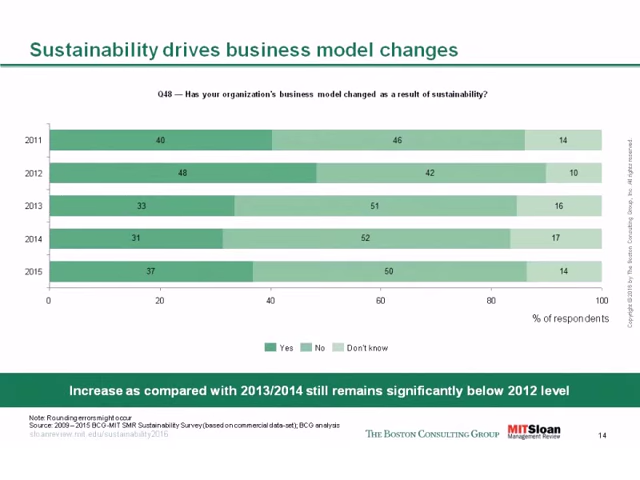 Sustainability drives business model changes
Q48 — Has your organization's business model changed as a result of sustainability?
2011 40 46 14
2012 48 42 10
2013 33 51 16
2014 31 52 17
2015 37 50 14
0 20 40 60 80 100
% of respondents
Yes No Don't know
Increase as compared with 2013/2014 still remains significantly below 2012 level
Note: Rounding errors might occur
Source: 2009–2015 BCG-MIT SMR Sustainability Survey (based on commercial data-set); BCG analysis
sloanreview.mit.edu/sustainability2016
THE BOSTON CONSULTING GROUP
MITSloan
Management Review
14
Copyright © 2016 by The Boston Consulting Group, Inc. All rights reserved.